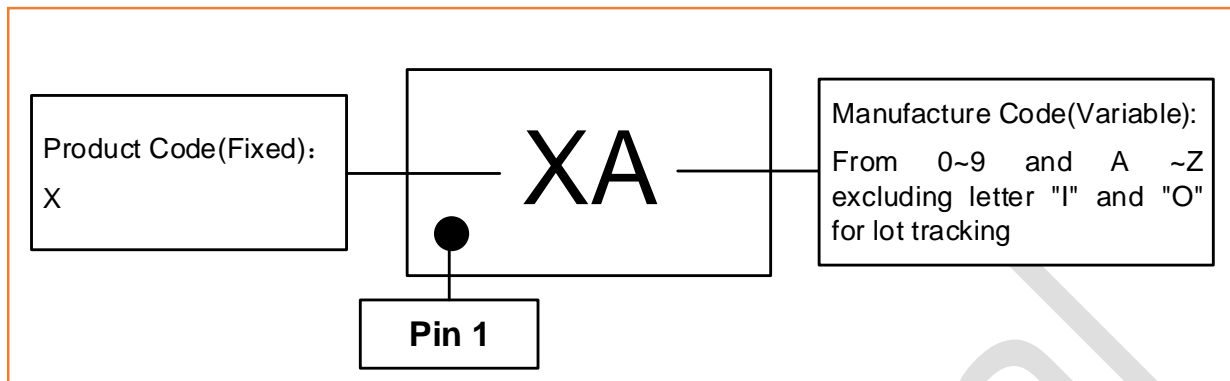 Product Code(Fixed)：
X
XA
Pin 1
Manufacture Code(Variable):
From 0~9 and A ~Z
excluding letter "I" and "O"
for lot tracking